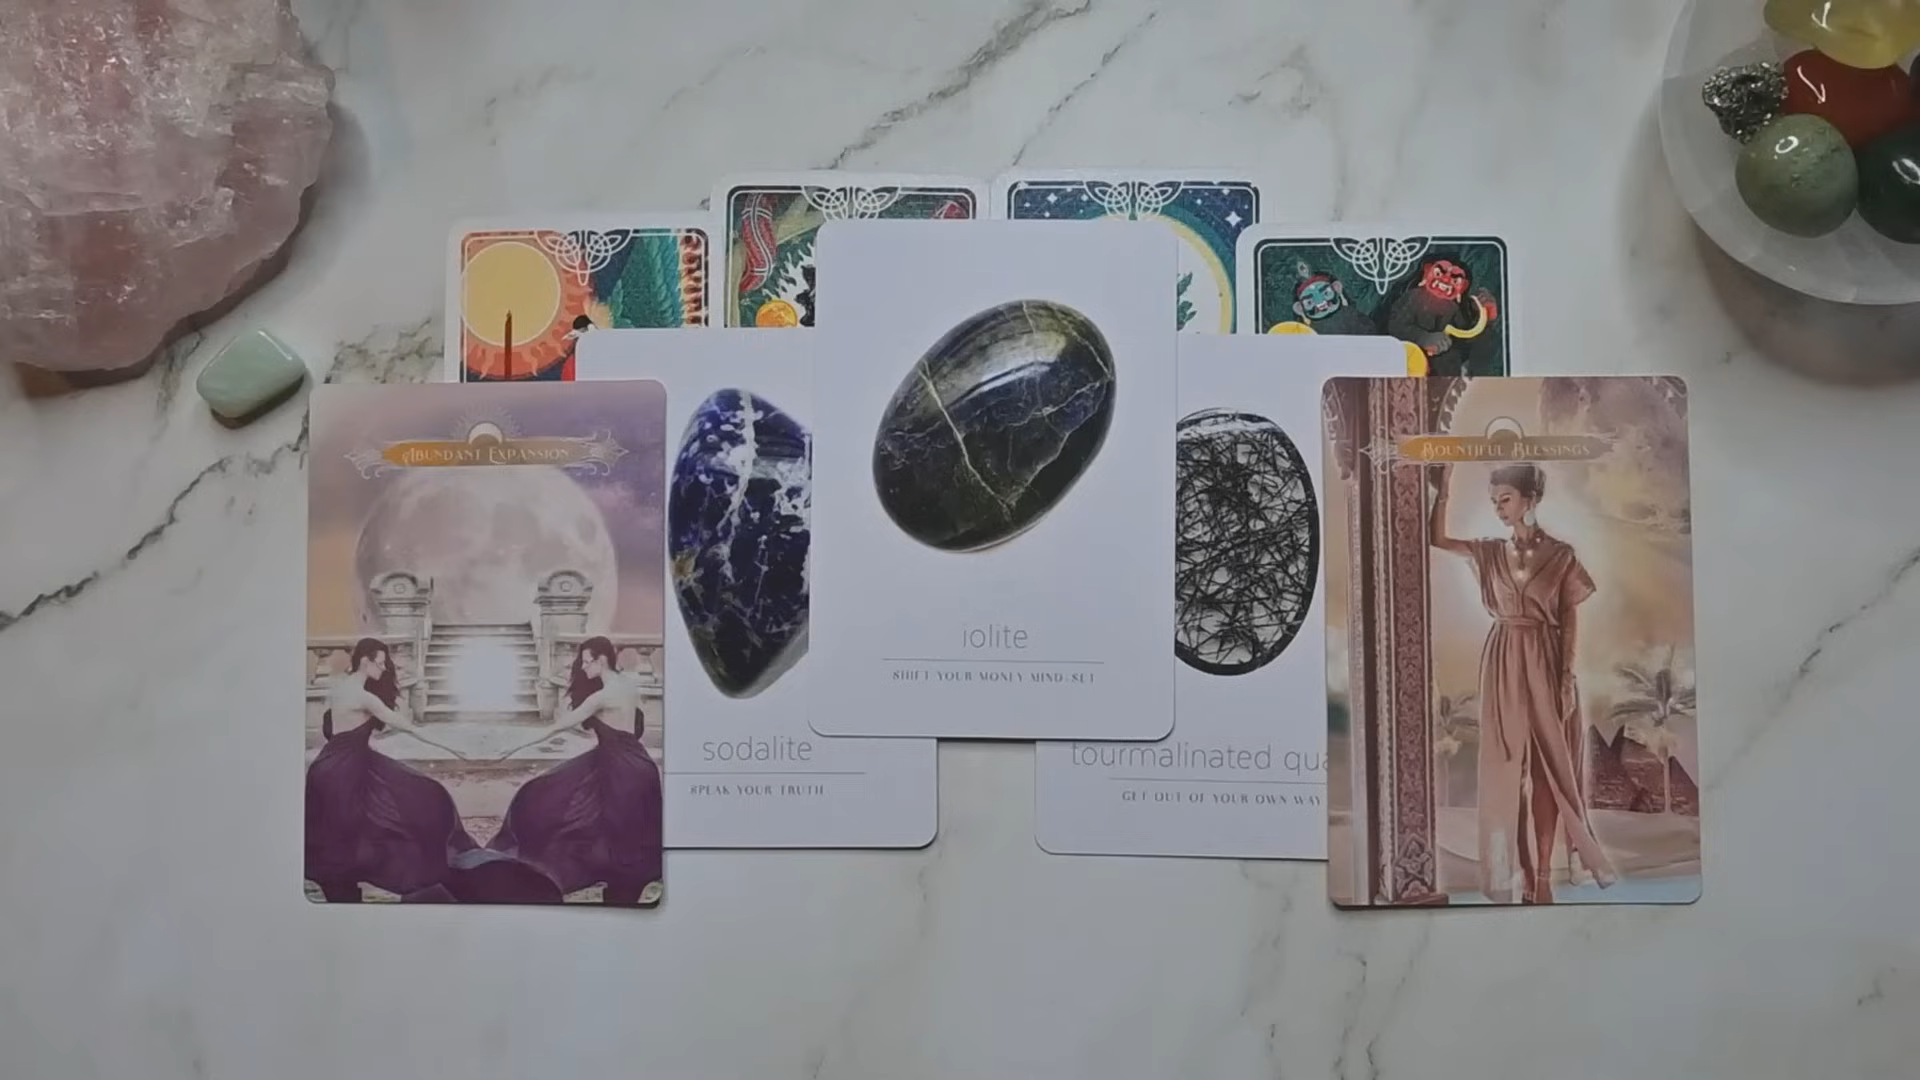 Abundant Expansion
sodalite
SPEAK YOUR TRUTH
iolite
SHIFT YOUR MONEY MIND-SET
tourmalinated
GET OUT OF YOUR OWN WAY
Bountiful Blessings